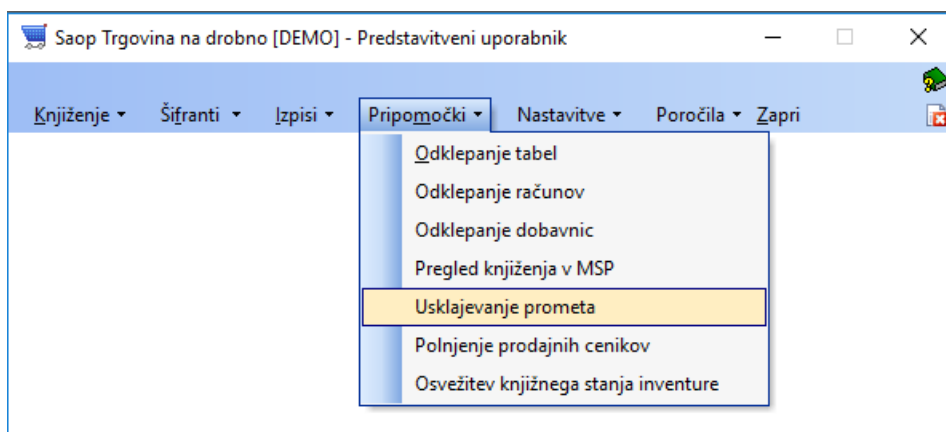 Saop Trgovina na drobno [DEMO] - Predstavitveni uporabnik
Knjiženje Šifranti Izpisi Pripomočki Nastavitve Poročila Zapri
Odklepanje tabel
Odklepanje računov
Odklepanje dobavnic
Pregled knjiženja v MSP
Usklajevanje prometa
Polnjenje prodajnih cenikov
Osvežitev knjižnega stanja inventure